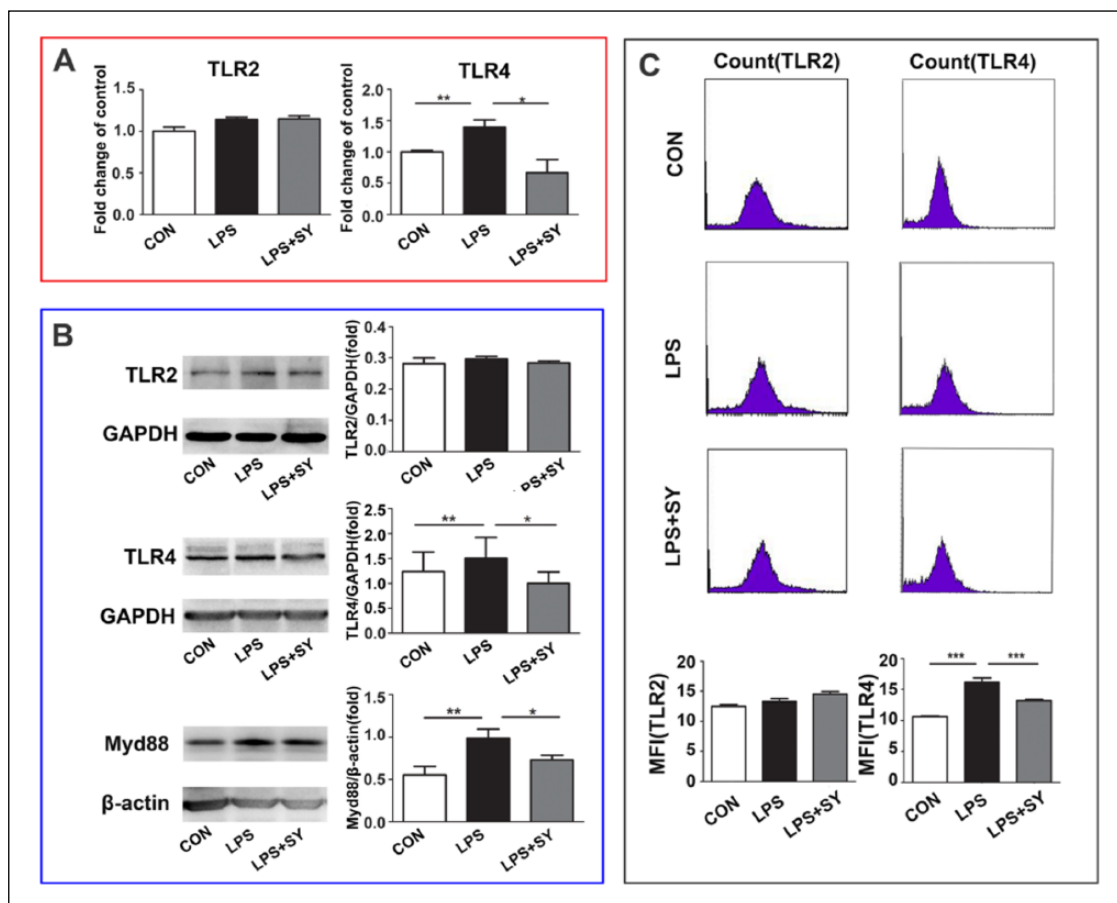 A
TLR2
TLR4
Fold change of control
1.5
1.0
0.5
0.0
CON
LPS
LPS+SY
Fold change of control
2.0
1.5
1.0
0.5
0
**
*
CON
LPS
LPS+SY
B
TLR2
GAPDH
CON
LPS
LPS+SY
TLR2/GAPDH(fold)
0.4
0.3
0.2
0.1
0.0
CON
LPS
PS+SY
TLR4
GAPDH
CON
LPS
LPS+SY
TLR4/GAPDH(fold)
2.5
2.0
1.5
1.0
0.5
0.0
**
*
CON
LPS
LPS+SY
Myd88
β-actin
CON
LPS
LPS+SY
Myd88/β-actin(fold)
1.5
1.0
0.5
0.0
**
*
CON
LPS
LPS+SY
C
Count(TLR2)
Count(TLR4)
CON
LPS
LPS+SY
MFI(TLR2)
20
15
10
5
0
CON
LPS
LPS+SY
MFI(TLR4)
20
15
10
5
0
***
***
CON
LPS
LPS+SY